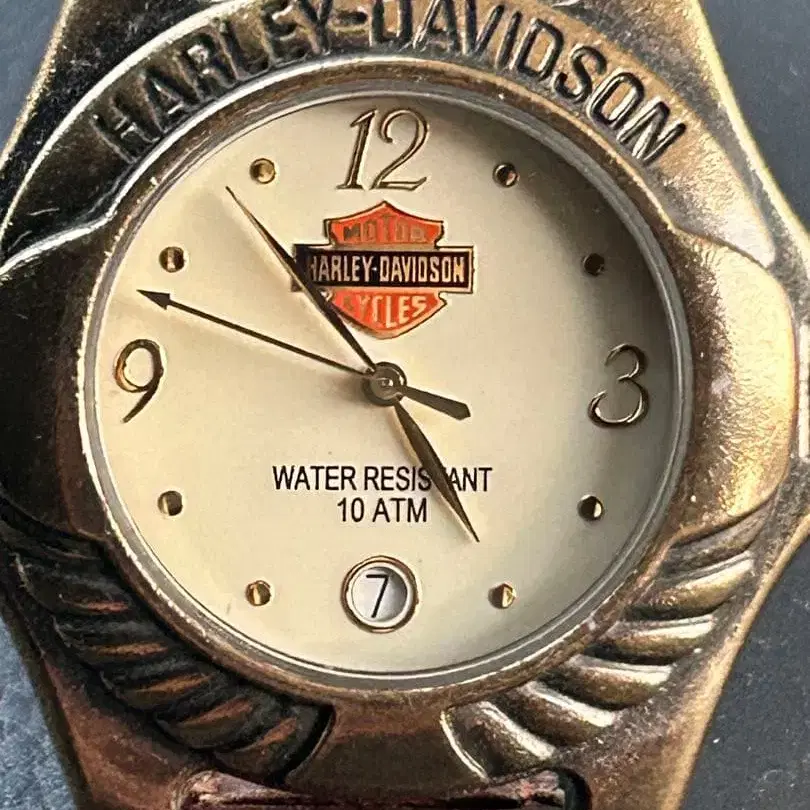 HARLEY-DAVIDSON
12
MOTOR
HARLEY-DAVIDSON
CYCLES
9
3
WATER RESISTANT
10 ATM
7